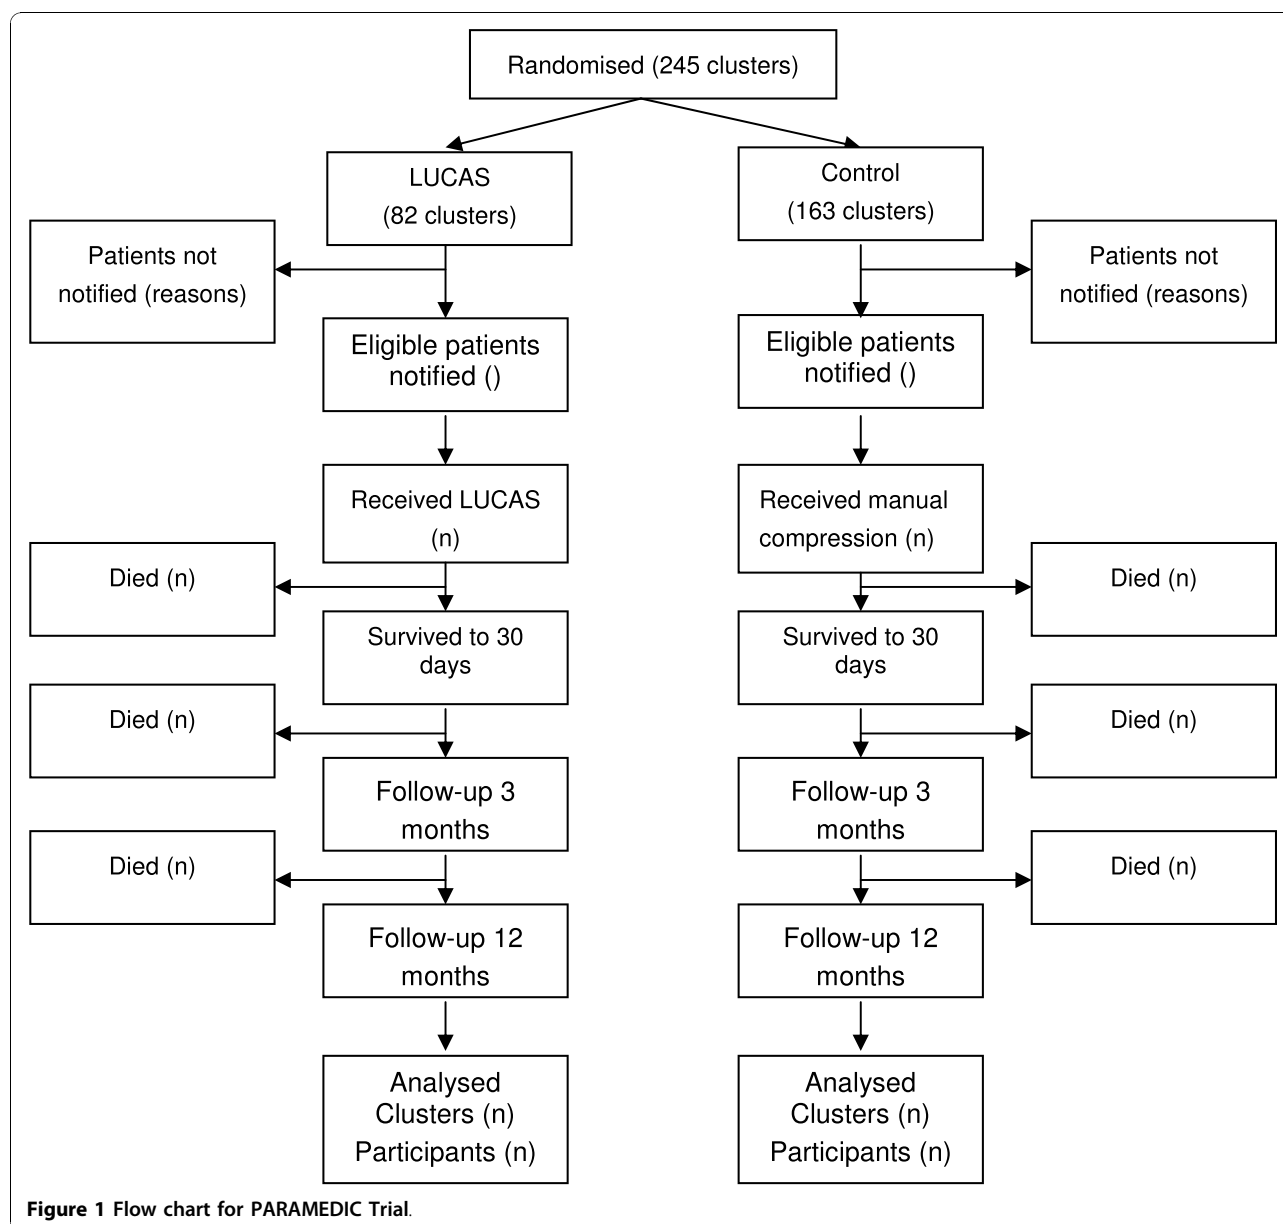 Randomised (245 clusters)
LUCAS
(82 clusters)
Control
(163 clusters)
Patients not
notified (reasons)
Patients not
notified (reasons)
Eligible patients
notified ()
Eligible patients
notified ()
Received LUCAS
(n)
Received manual
compression (n)
Died (n)
Died (n)
Survived to 30
days
Survived to 30
days
Died (n)
Died (n)
Follow-up 3
months
Follow-up 3
months
Died (n)
Died (n)
Follow-up 12
months
Follow-up 12
months
Analysed
Clusters (n)
Participants (n)
Analysed
Clusters (n)
Participants (n)
Figure 1 Flow chart for PARAMEDIC Trial.